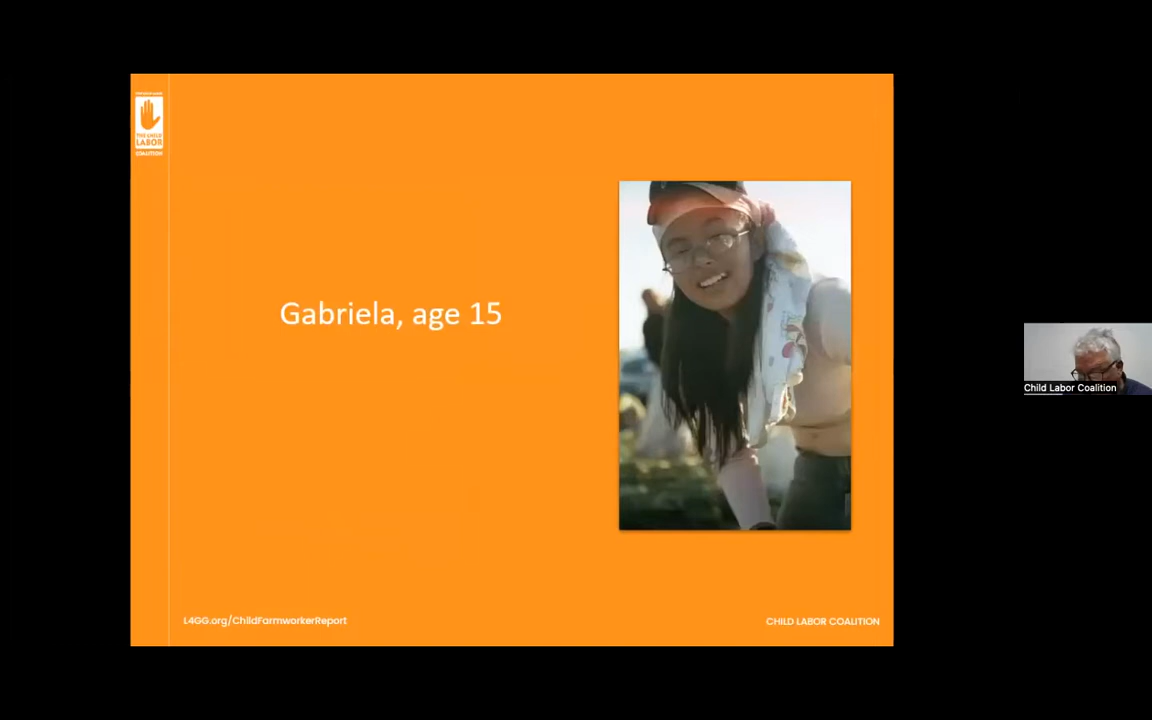 THE CHILD
LABOR
COALITION
Gabriela, age 15
L4GG.org/ChildFarmworkerReport
CHILD LABOR COALITION
Child Labor Coalition